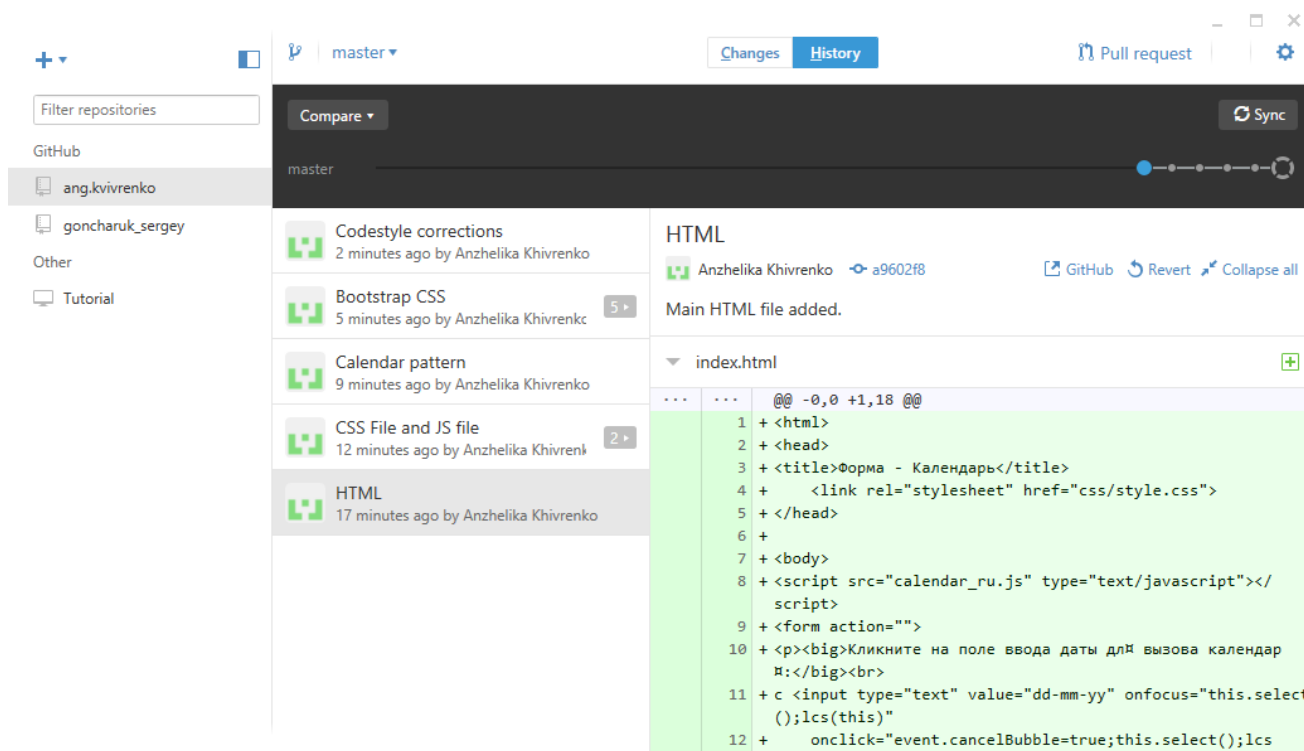 master
Changes
History
Pull request
Filter repositories
GitHub
ang.kvivrenko
goncharuk_sergey
Other
Tutorial
Compare
Sync
master
Codestyle corrections
2 minutes ago by Anzhelika Khivrenko
Bootstrap CSS
5 minutes ago by Anzhelika Khivrenkc
5
Calendar pattern
9 minutes ago by Anzhelika Khivrenko
CSS File and JS file
12 minutes ago by Anzhelika Khivrenk
2
HTML
17 minutes ago by Anzhelika Khivrenko
HTML
Anzhelika Khivrenko a9602f8 GitHub Revert Collapse all
Main HTML file added.
index.html
... ... @@ -0,0 +1,18 @@
1 + <html>
2 + <head>
3 + <title>Форма - Календарь</title>
4 +     <link rel="stylesheet" href="css/style.css">
5 + </head>
6 +
7 + <body>
8 + <script src="calendar_ru.js" type="text/javascript"></
script>
9 + <form action="">
10 + <p><big>Кликните на поле ввода даты дл¤ вызова календар
¤:</big><br>
11 + с <input type="text" value="dd-mm-yy" onfocus="this.select
();lcs(this)"
12 +     onclick="event.cancelBubble=true;this.select();lcs